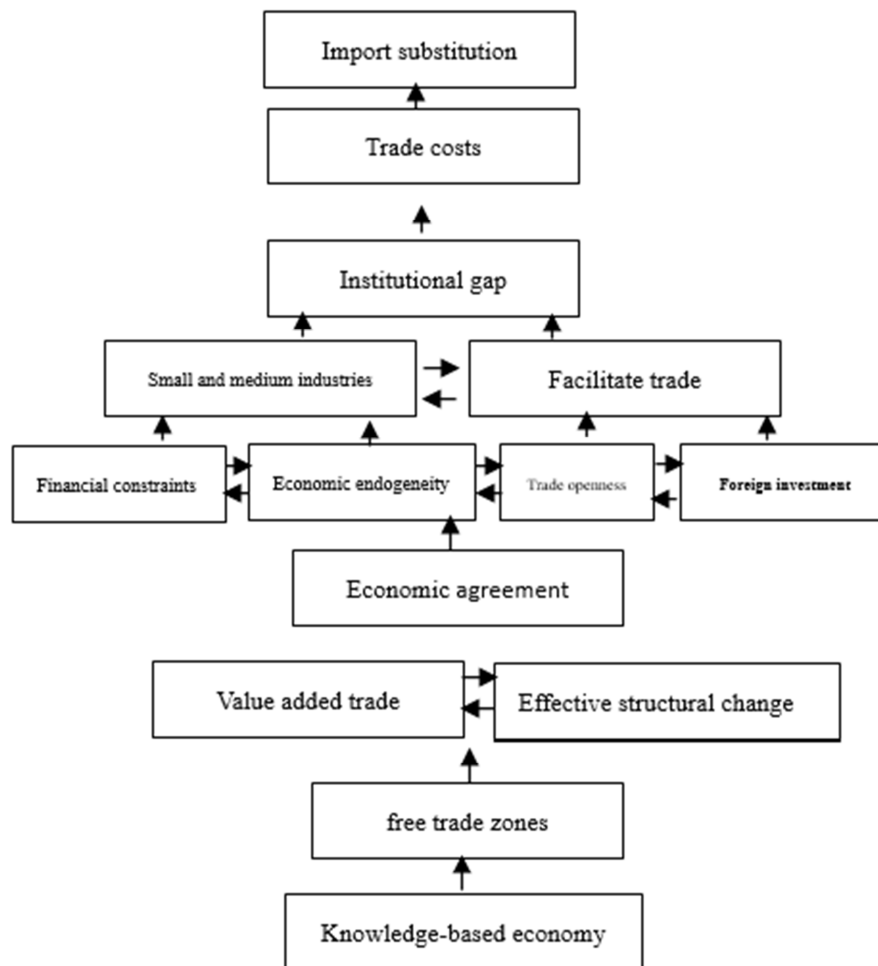 Import substitution
Trade costs
Institutional gap
Small and medium industries
Facilitate trade
Financial constraints
Economic endogeneity
Trade openness
Foreign investment
Economic agreement
Value added trade
Effective structural change
free trade zones
Knowledge-based economy